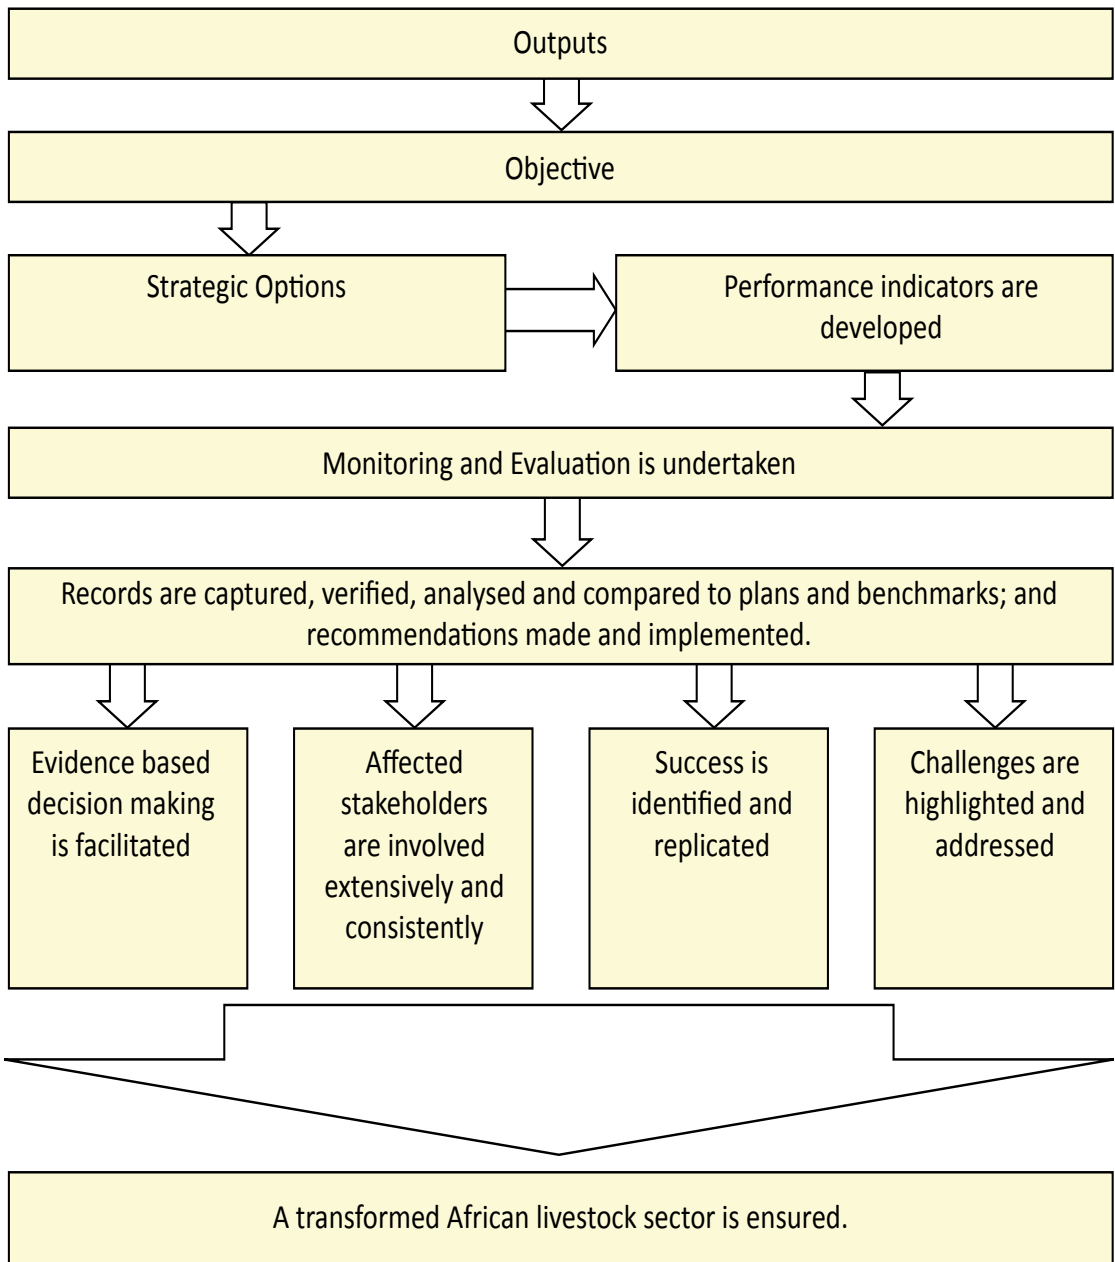 Outputs
Objective
Strategic Options
Performance indicators are
developed
Monitoring and Evaluation is undertaken
Records are captured, verified, analysed and compared to plans and benchmarks; and
recommendations made and implemented.
Evidence based
decision making
is facilitated
Affected
stakeholders
are involved
extensively and
consistently
Success is
identified and
replicated
Challenges are
highlighted and
addressed
A transformed African livestock sector is ensured.